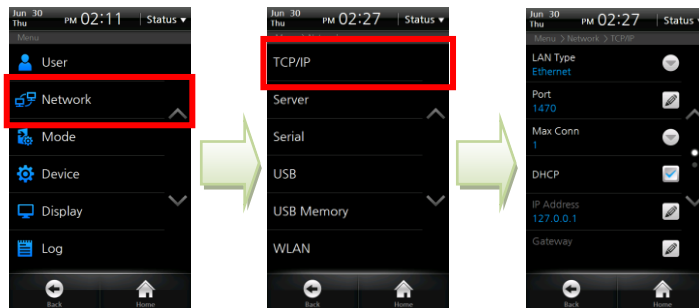 Jun 30
Thu
PM 02:11
Status ▾
Menu
User
Network
Mode
Device
Display
Log
Back
Home
Jun 30
Thu
PM 02:27
Status ▾
TCP/IP
Server
Serial
USB
USB Memory
WLAN
Back
Home
Jun 30
Thu
PM 02:27
Status
Menu > Network > TCP/IP
LAN Type
Ethernet
Port
1470
Max Conn
1
DHCP
IP Address
127.0.0.1
Gateway
Back
Home